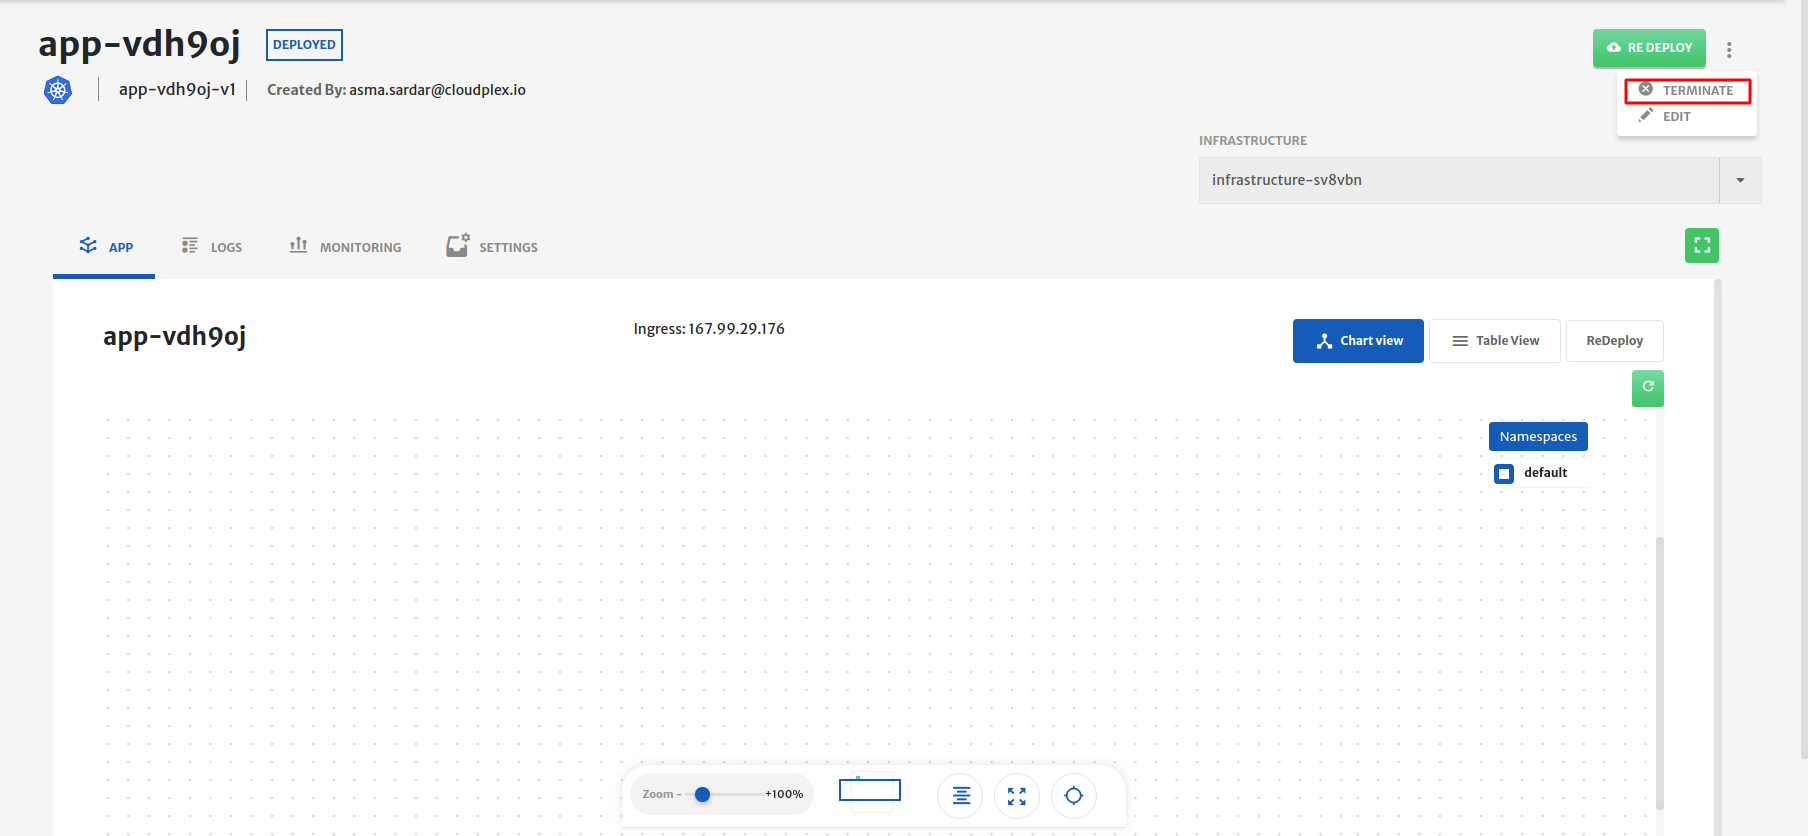 app-vdh9oj DEPLOYED
RE DEPLOY
app-vdh9oj-v1 Created By: asma.sardar@cloudplex.io
TERMINATE
EDIT
INFRASTRUCTURE
infrastructure-sv8vbn
APP LOGS MONITORING SETTINGS
app-vdh9oj
Ingress: 167.99.29.176
Chart view Table View ReDeploy
Namespaces
default
Zoom - +100%